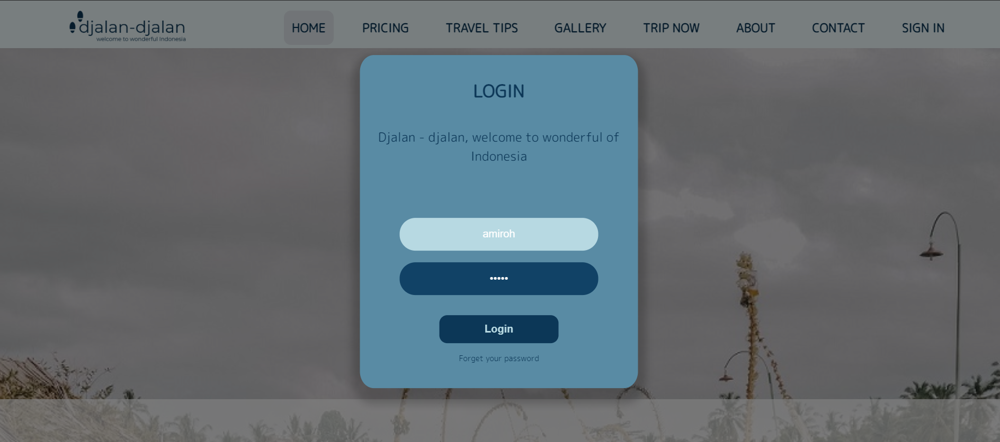 djalan-djalan
welcome to wonderful Indonesia
HOME PRICING TRAVEL TIPS GALLERY TRIP NOW ABOUT CONTACT SIGN IN
LOGIN
Djalan - djalan, welcome to wonderful of
Indonesia
amiroh
•••••
Login
Forget your password